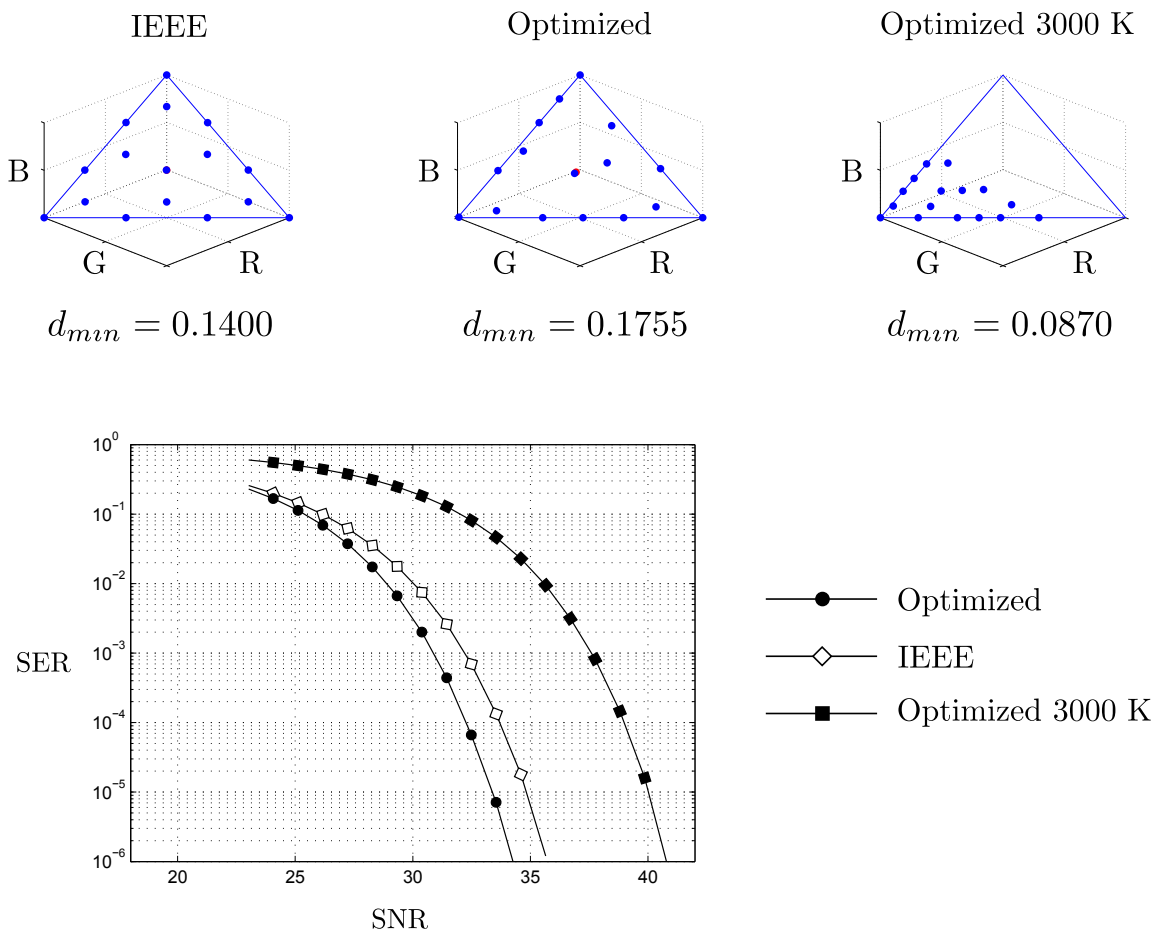 IEEE
Optimized
Optimized 3000 K
B
G
R
B
G
R
B
G
R
d_min = 0.1400
d_min = 0.1755
d_min = 0.0870
10^0
10^−1
10^−2
10^−3
10^−4
10^−5
10^−6
SER
20
25
30
35
40
SNR
Optimized
IEEE
Optimized 3000 K